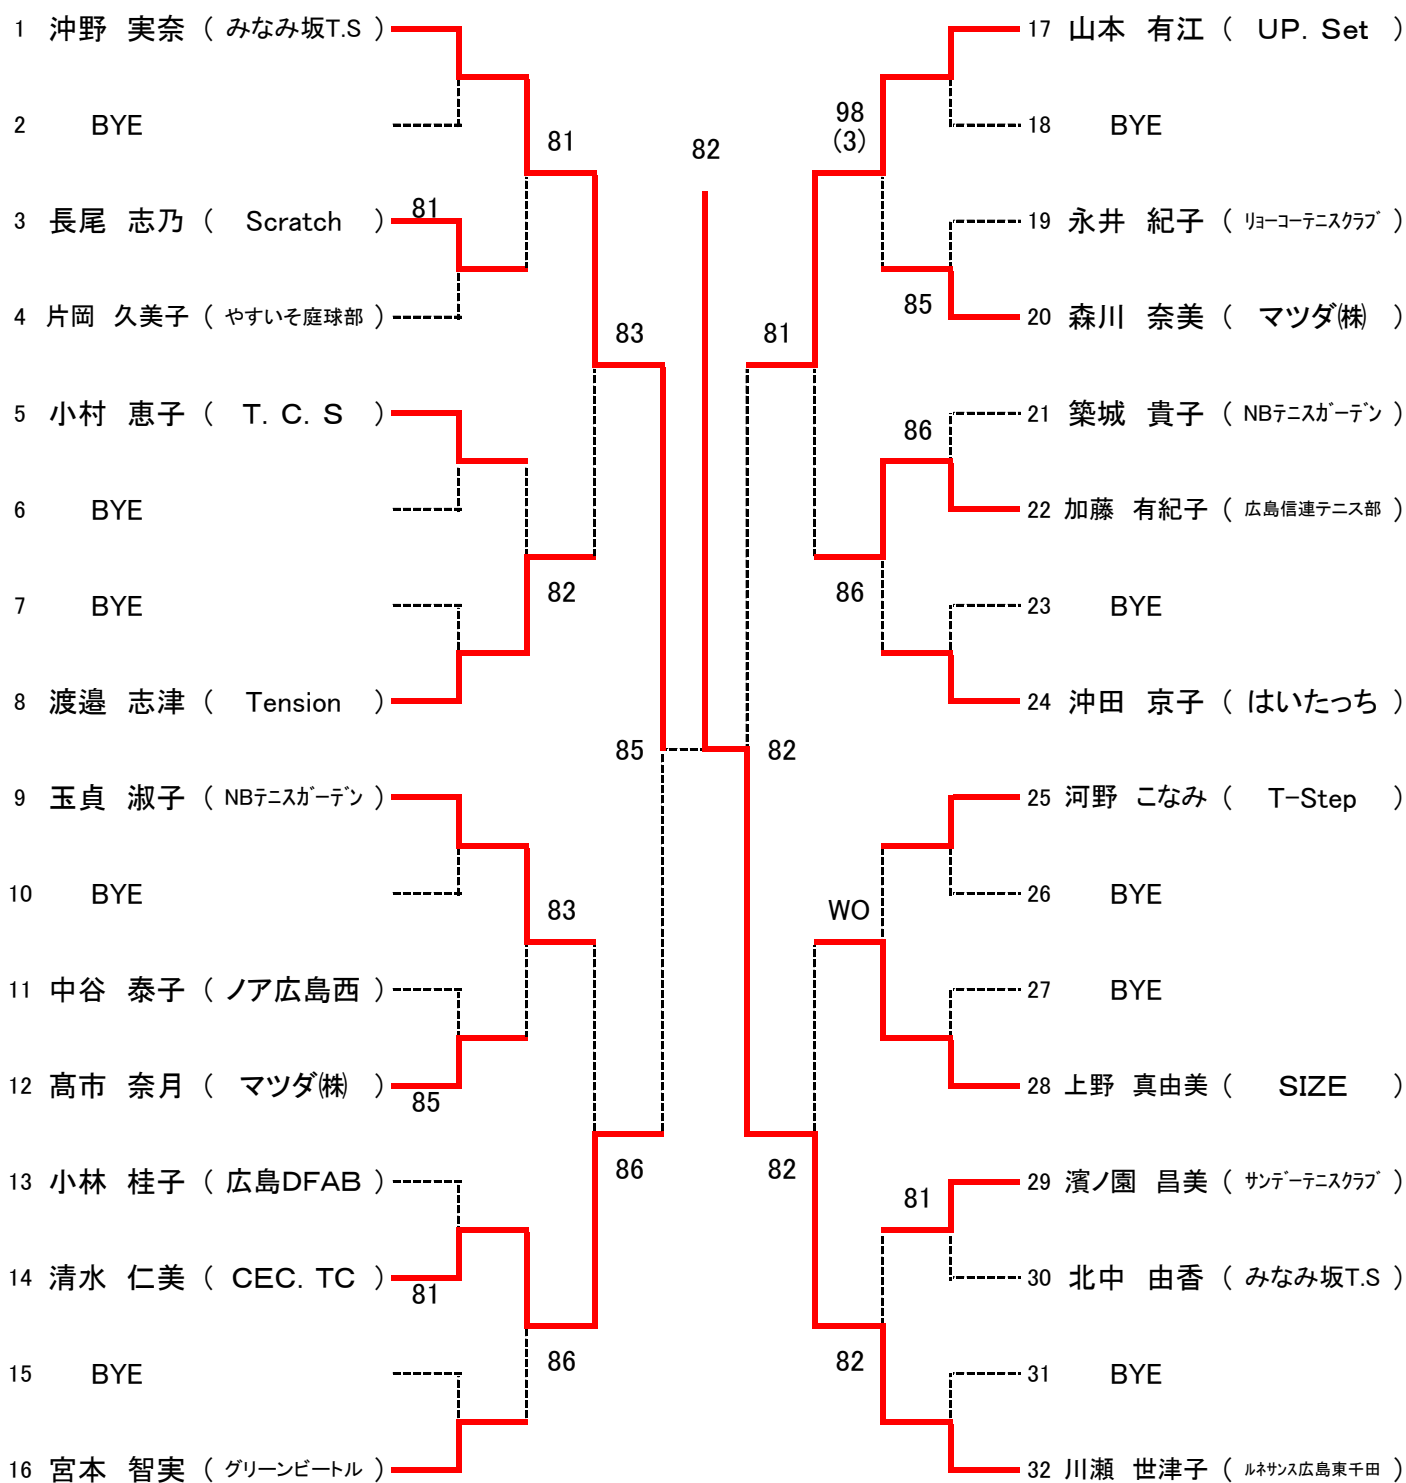 1 沖野 実奈 ( みなみ坂T.S )
2 BYE
81
3 長尾 志乃 ( Scratch )
81
4 片岡 久美子 ( やすいそ庭球部 )
83
5 小村 恵子 ( T. C. S )
6 BYE
82
7 BYE
8 渡邉 志津 ( Tension )
85
9 玉貞 淑子 ( NBテニスガーデン )
10 BYE
83
11 中谷 泰子 ( ノア広島西 )
12 髙市 奈月 ( マツダ㈱ )
85
86
13 小林 桂子 ( 広島DFAB )
14 清水 仁美 ( CEC. TC )
81
86
15 BYE
16 宮本 智実 ( グリーンビートル )
82
17 山本 有江 ( UP. Set )
98
(3)
18 BYE
19 永井 紀子 ( リョーコーテニスクラブ )
85
20 森川 奈美 ( マツダ㈱ )
81
21 築城 貴子 ( NBテニスガーデン )
86
22 加藤 有紀子 ( 広島信連テニス部 )
86
23 BYE
24 沖田 京子 ( はいたっち )
82
25 河野 こなみ ( T-Step )
26 BYE
WO
27 BYE
28 上野 真由美 ( SIZE )
82
29 濱ノ園 昌美 ( サンデーテニスクラブ )
81
30 北中 由香 ( みなみ坂T.S )
82
31 BYE
32 川瀬 世津子 ( ルネサンス広島東千田 )